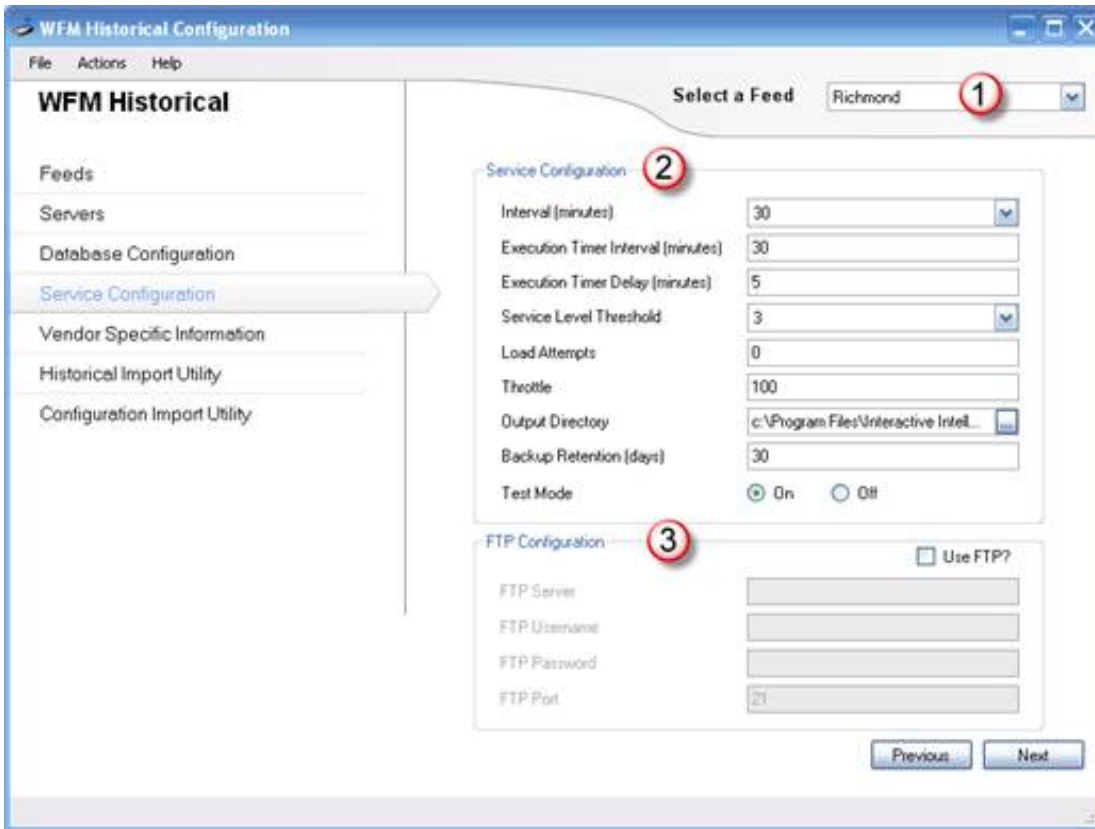 WFM Historical Configuration
File Actions Help
WFM Historical
Select a Feed Richmond 1
Feeds
Servers
Database Configuration
Service Configuration
Vendor Specific Information
Historical Import Utility
Configuration Import Utility
Service Configuration 2
Interval (minutes) 30
Execution Timer Interval (minutes) 30
Execution Timer Delay (minutes) 5
Service Level Threshold 3
Load Attempts 0
Throttle 100
Output Directory c:\Program Files\Interactive Intell... ...
Backup Retention (days) 30
Test Mode On Off
FTP Configuration 3
Use FTP?
FTP Server
FTP Username
FTP Password
FTP Port 21
Previous Next